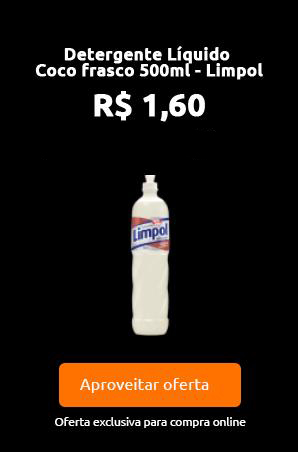 Detergente Líquido
Coco frasco 500ml - Limpol
R$ 1,60
Limpol
Aproveitar oferta
Oferta exclusiva para compra online